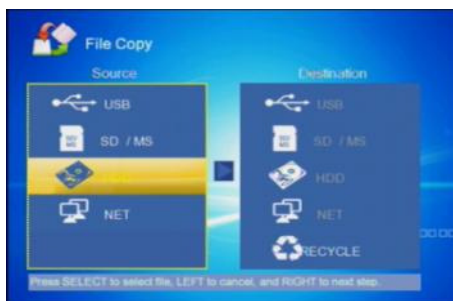 File Copy
Source
Destination
USB
USB
SD / MS
SD / MS
HDD
HDD
NET
NET
RECYCLE
Press SELECT to select file, LEFT to cancel, and RIGHT to next step.